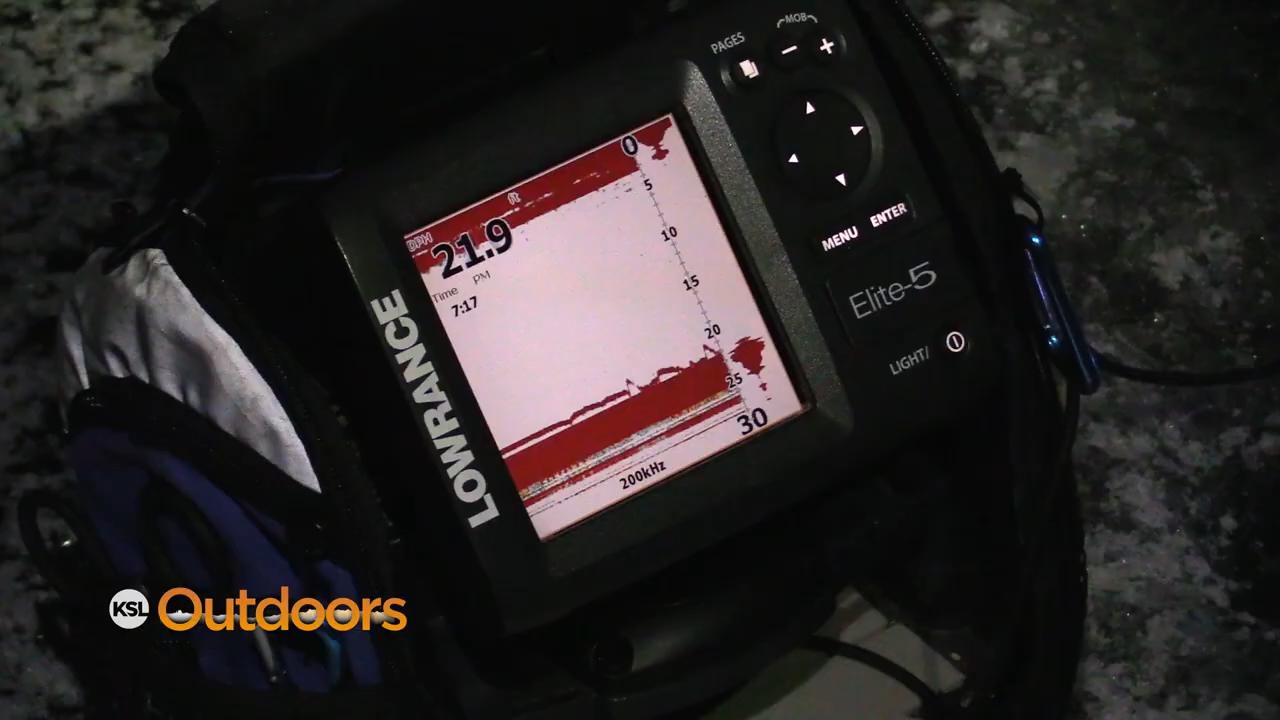 MOB
PAGES
- +
0
5
10
15
20
25
30
DPH ft
21.9
Time PM
7:17
200kHz
LOWRANCE
MENU ENTER
Elite-5
LIGHT/
KSL Outdoors